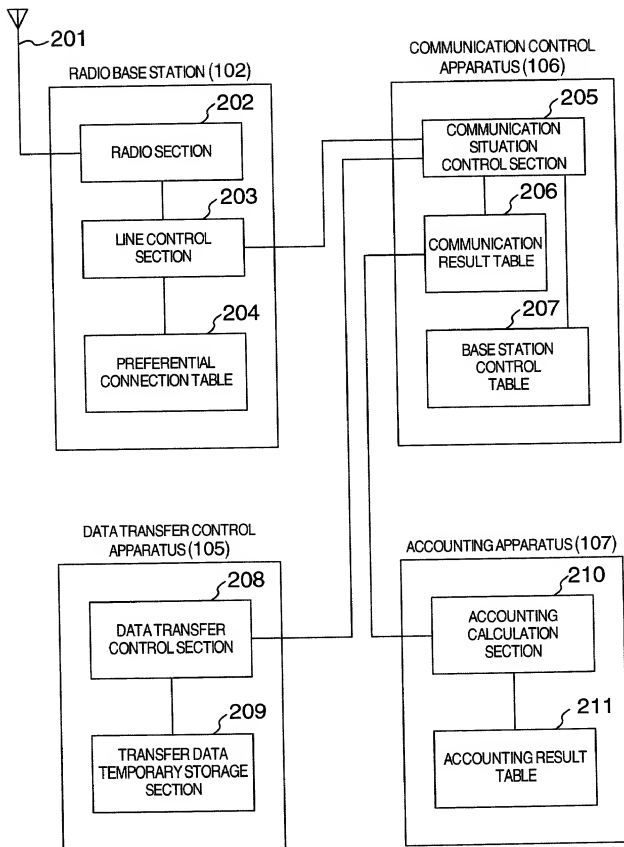 201
RADIO BASE STATION (102)
202
RADIO SECTION
203
LINE CONTROL
SECTION
204
PREFERENTIAL
CONNECTION TABLE
COMMUNICATION CONTROL
APPARATUS (106)
205
COMMUNICATION
SITUATION
CONTROL SECTION
206
COMMUNICATION
RESULT TABLE
207
BASE STATION
CONTROL
TABLE
DATA TRANSFER CONTROL
APPARATUS (105)
208
DATA TRANSFER
CONTROL SECTION
209
TRANSFER DATA
TEMPORARY STORAGE
SECTION
ACCOUNTING APPARATUS (107)
210
ACCOUNTING
CALCULATION
SECTION
211
ACCOUNTING RESULT
TABLE